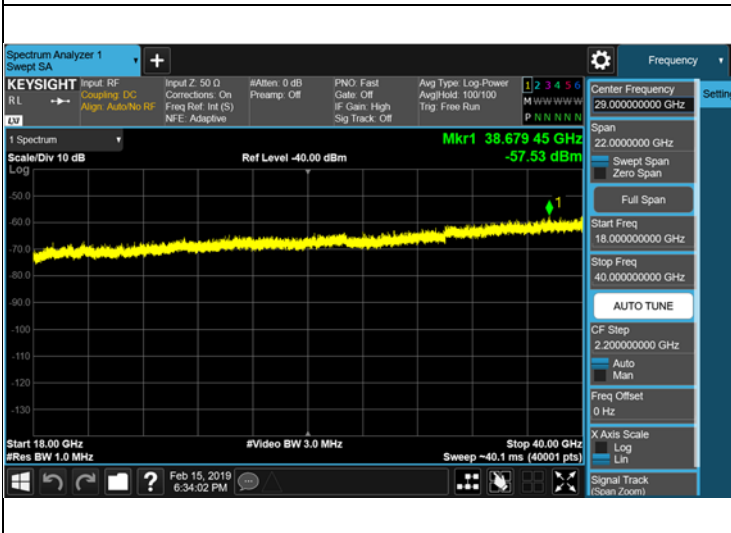 Spectrum Analyzer 1
Swept SA
Frequency
KEYSIGHT
R L
LXI
Input: RF
Coupling: DC
Align: Auto/No RF
Input Z: 50 Ω
Corrections: On
Freq Ref: Int (S)
NFE: Adaptive
#Atten: 0 dB
Preamp: Off
PNO: Fast
Gate: Off
IF Gain: High
Sig Track: Off
Avg Type: Log-Power
Avg|Hold: 100/100
Trig: Free Run
1 2 3 4 5 6
M W W W W W
P N N N N N
1 Spectrum
Scale/Div 10 dB
Log
Ref Level -40.00 dBm
Mkr1 38.679 45 GHz
-57.53 dBm
1
-50.0
-60.0
-70.0
-80.0
-90.0
-100
-110
-120
-130
Start 18.00 GHz
#Res BW 1.0 MHz
#Video BW 3.0 MHz
Stop 40.00 GHz
Sweep ~40.1 ms (40001 pts)
Center Frequency
29.000000000 GHz
Span
22.0000000 GHz
Swept Span
Zero Span
Full Span
Start Freq
18.000000000 GHz
Stop Freq
40.000000000 GHz
AUTO TUNE
CF Step
2.200000000 GHz
Auto
Man
Freq Offset
0 Hz
X Axis Scale
Log
Lin
Signal Track
(Span Zoom)
Settin
?
Feb 15, 2019
6:34:02 PM